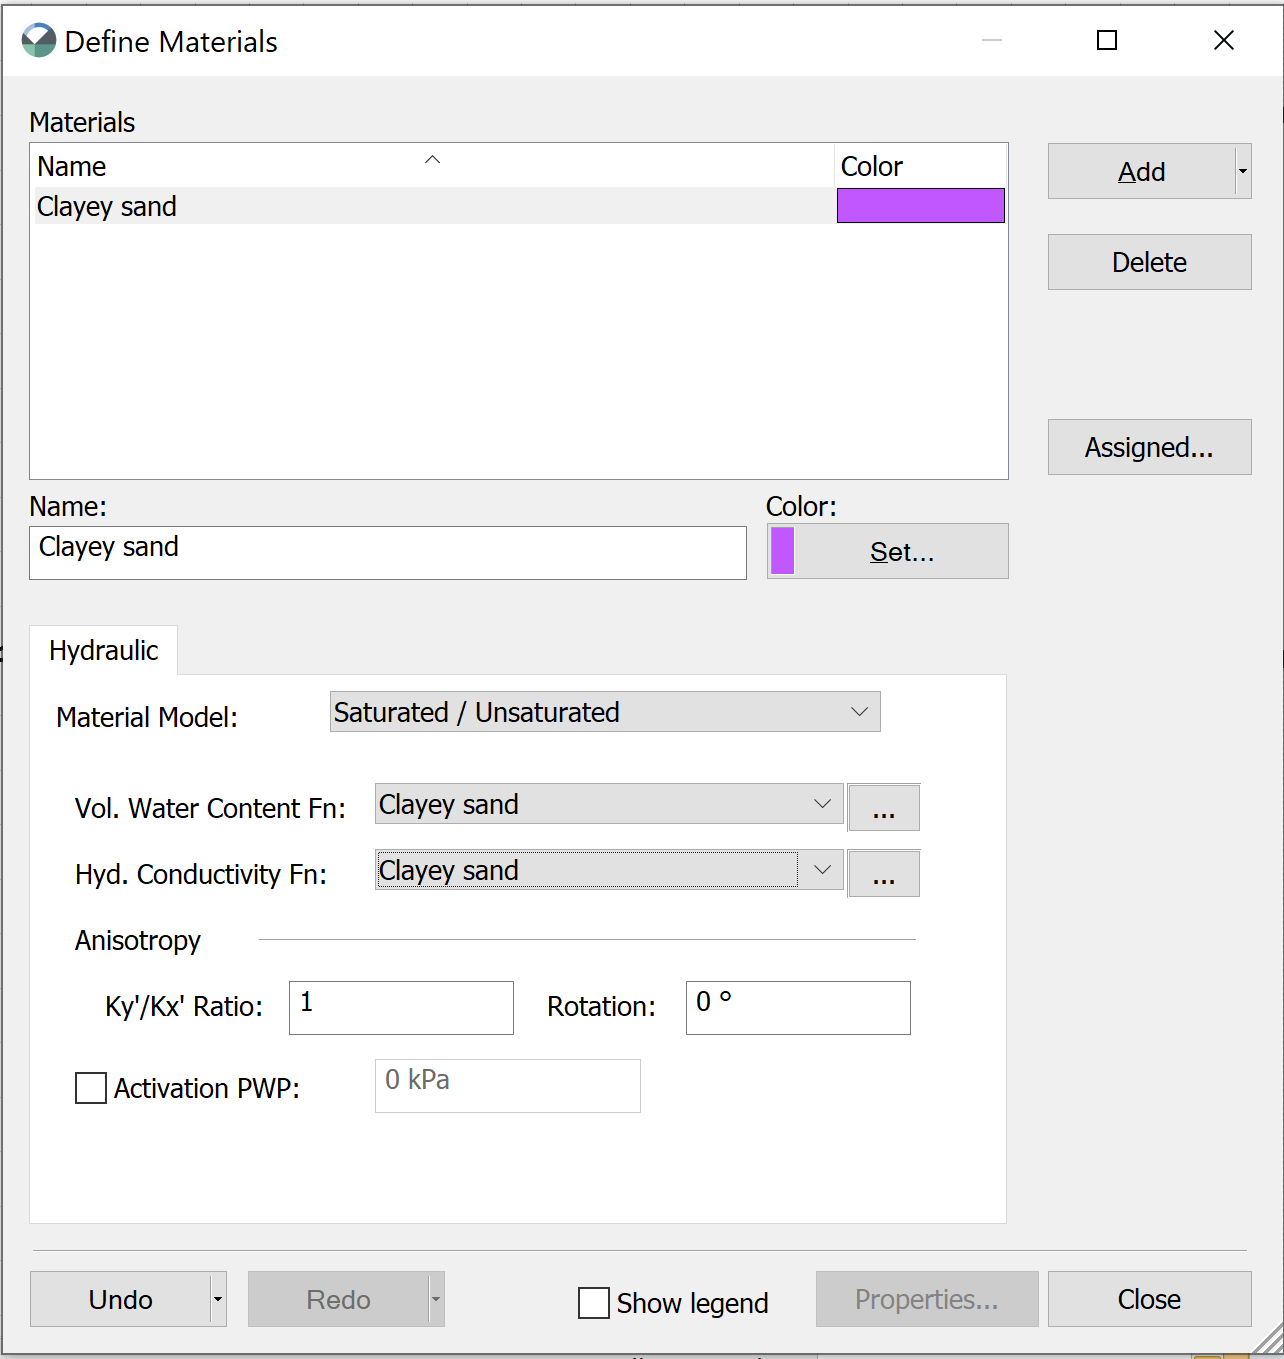 Define Materials
Materials
Name Color
Clayey sand
Add
Delete
Assigned...
Name: Color:
Clayey sand
Set...
Hydraulic
Material Model: Saturated / Unsaturated
Vol. Water Content Fn: Clayey sand ...
Hyd. Conductivity Fn: Clayey sand ...
Anisotropy
Ky'/Kx' Ratio: 1 Rotation: 0 °
Activation PWP: 0 kPa
Undo Redo Show legend Properties... Close